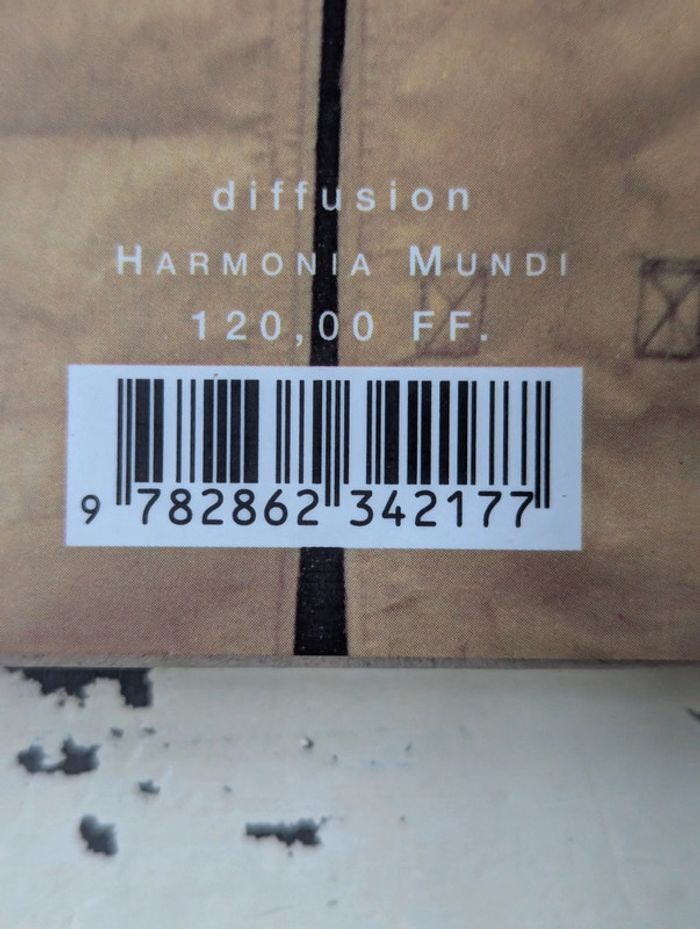 diffusion
HARMONIA MUNDI
120,00 FF.
9 782862 342177